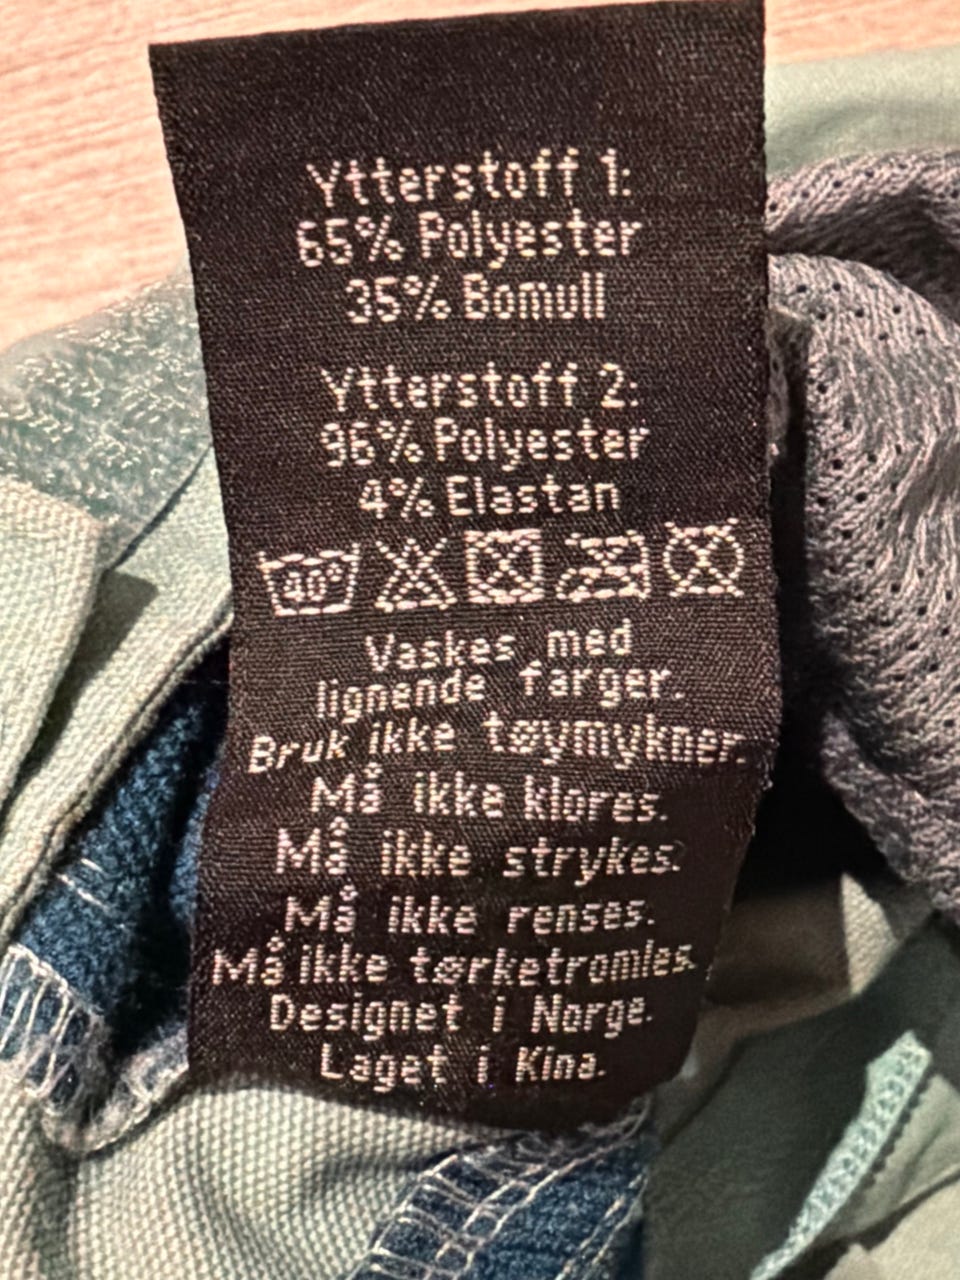 Ytterstoff 1:
65% Polyester
35% Bomull
Ytterstoff 2:
96% Polyester
4% Elastan
40°
Vaskes med
lignende farger.
Bruk ikke tøymykner.
Må ikke klores.
Må ikke strykes.
Må ikke renses.
Må ikke tørketromles.
Designet i Norge.
Laget i Kina.